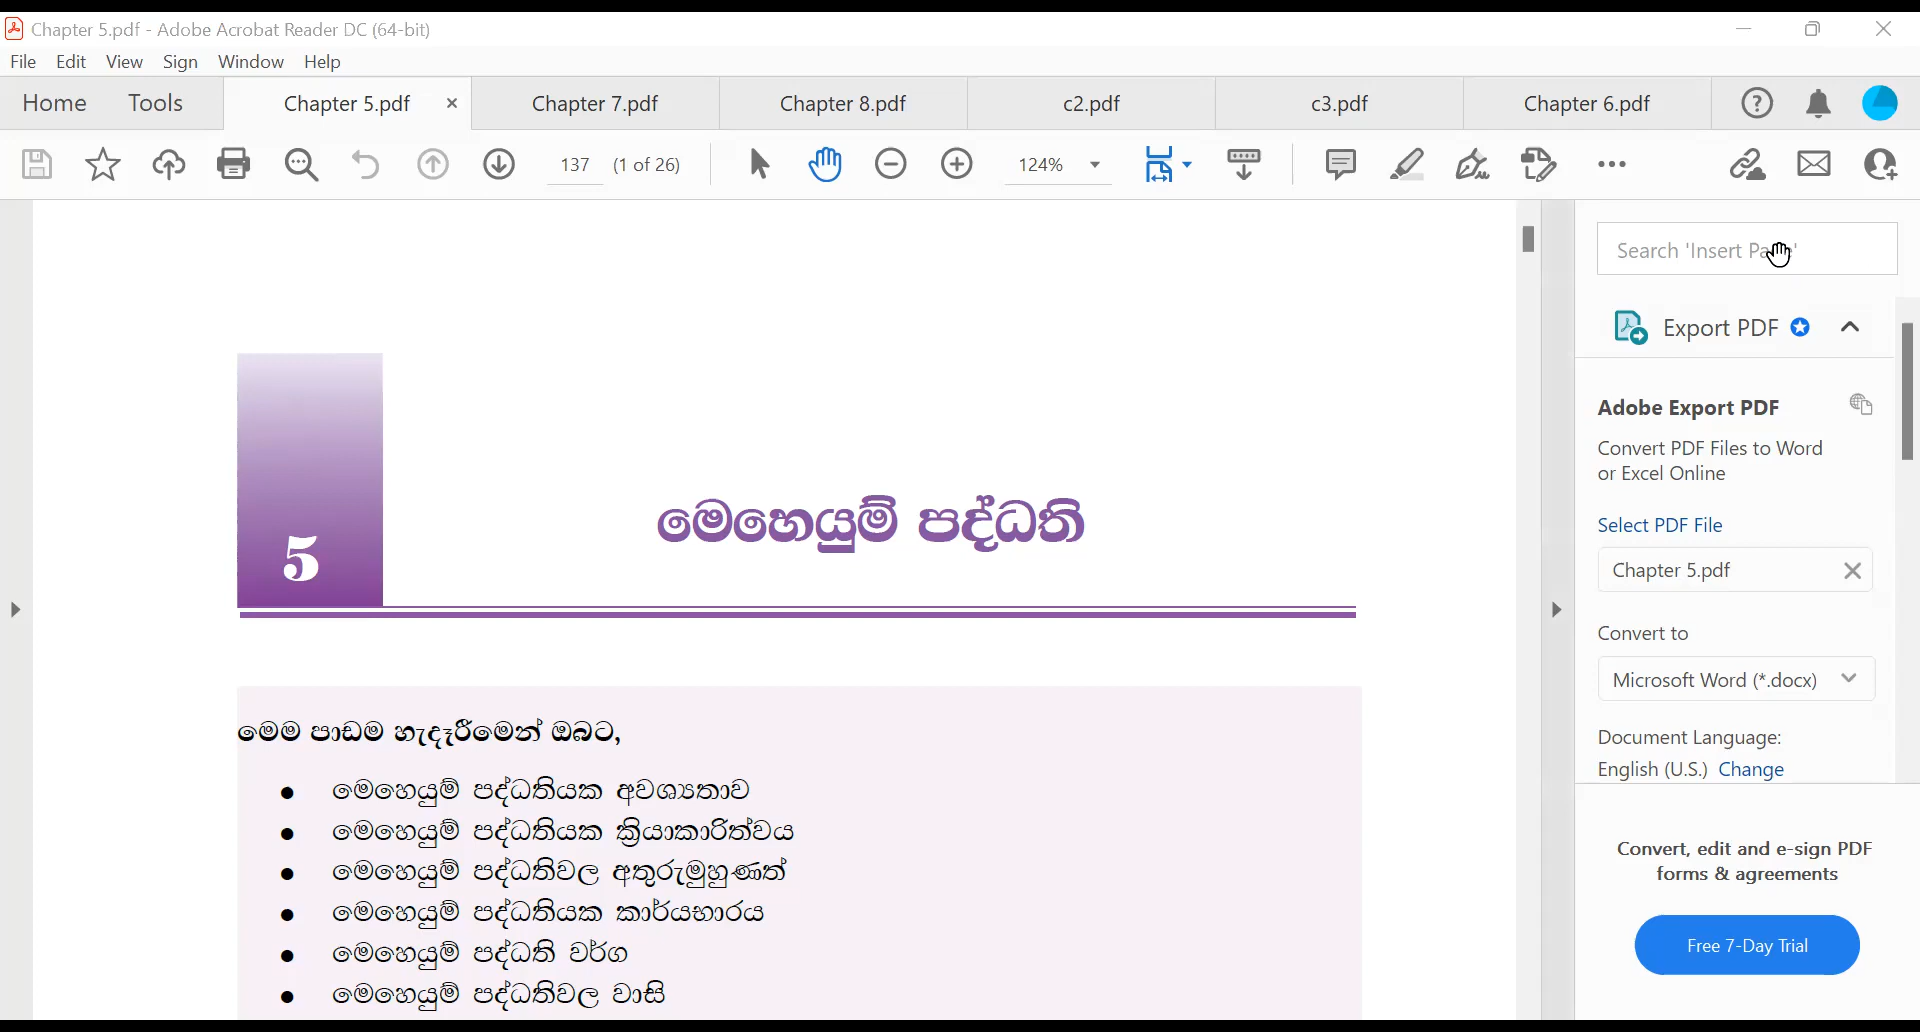 Chapter 5.pdf - Adobe Acrobat Reader DC (64-bit)
File Edit View Sign Window Help
Home Tools Chapter 5.pdf Chapter 7.pdf Chapter 8.pdf c2.pdf c3.pdf Chapter 6.pdf
137 (1 of 26) 124%
Search 'Insert
Export PDF
Adobe Export PDF
Convert PDF Files to Word
or Excel Online
Select PDF File
Chapter 5.pdf
Convert to
Microsoft Word (*.docx)
Document Language:
English (U.S.) Change
Convert, edit and e-sign PDF
forms & agreements
Free 7-Day Trial
5
මෙහෙයුම් පද්ධති
මෙම පාඩම හැදෑරීමෙන් ඔබට,
● මෙහෙයුම් පද්ධතියක අවශ්‍යතාව
● මෙහෙයුම් පද්ධතියක ක්‍රියාකාරිත්වය
● මෙහෙයුම් පද්ධතිවල අතුරුමුහුණත්
● මෙහෙයුම් පද්ධතියක කාර්යභාරය
● මෙහෙයුම් පද්ධති වර්ග
● මෙහෙයුම් පද්ධතිවල වාසි